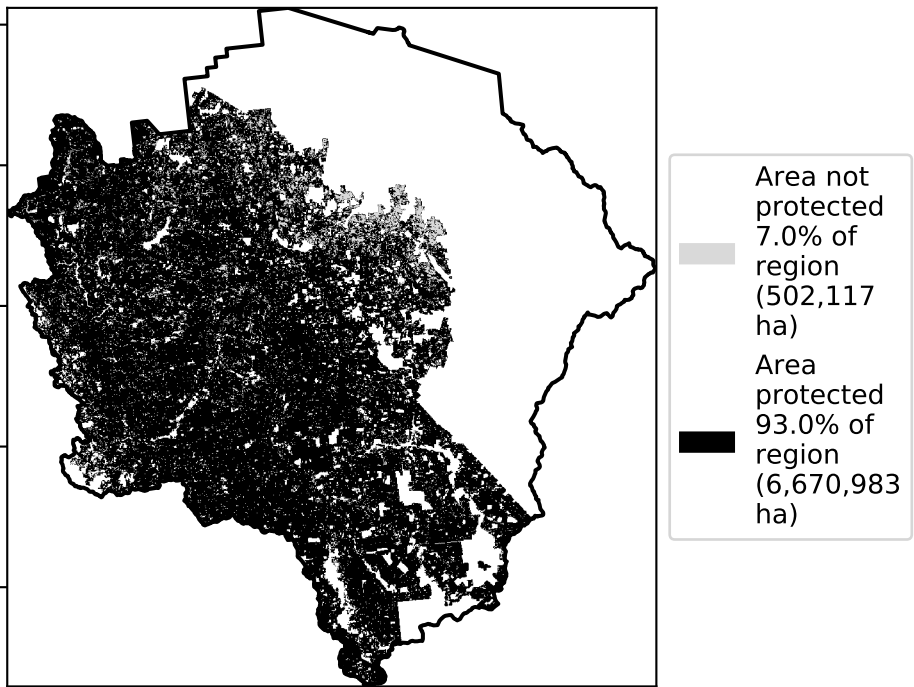 Area not
protected
7.0% of
region
(502,117
ha)
Area
protected
93.0% of
region
(6,670,983
ha)